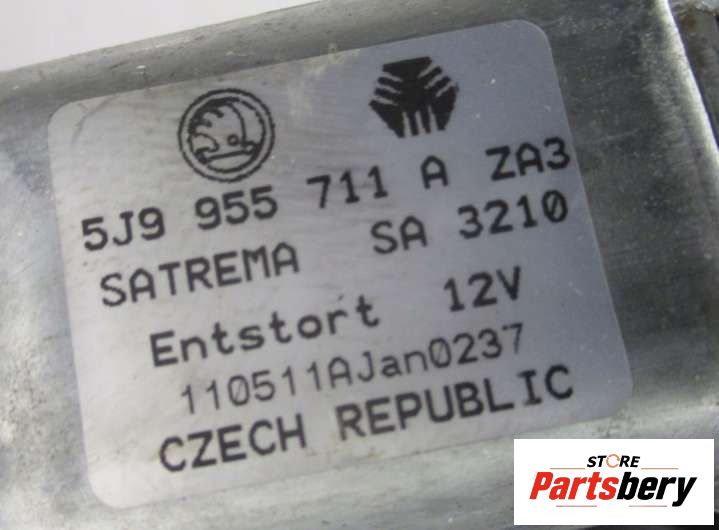 5J9 955 711 A ZA3
SATREMA SA 3210
Entstort 12V
110511AJan0237
CZECH REPUBLIC
STORE
Partsbery